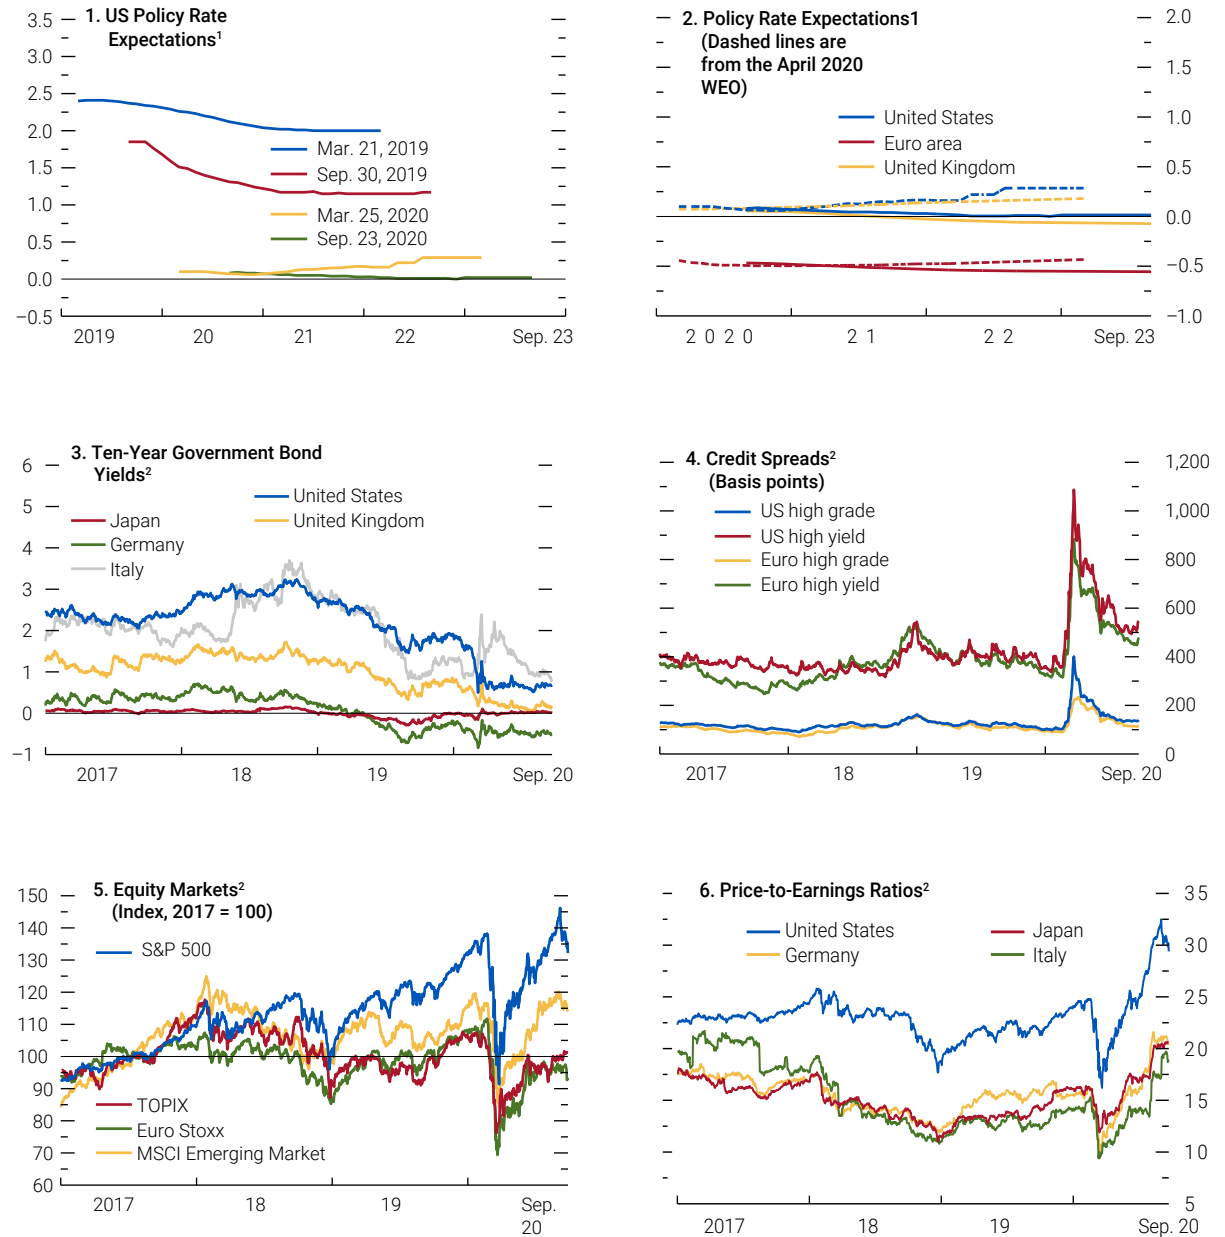 1. US Policy Rate
Expectations¹
3.5
3.0
2.5
2.0
1.5
1.0
0.5
0.0
−0.5
Mar. 21, 2019
Sep. 30, 2019
Mar. 25, 2020
Sep. 23, 2020
2019 20 21 22 Sep. 23
2. Policy Rate Expectations1
(Dashed lines are
from the April 2020
WEO)
United States
Euro area
United Kingdom
2.0
1.5
1.0
0.5
0.0
−0.5
−1.0
2020 21 22 Sep. 23
3. Ten-Year Government Bond
Yields²
United States
Japan
United Kingdom
Germany
Italy
6
5
4
3
2
1
0
−1
2017 18 19 Sep. 20
4. Credit Spreads²
(Basis points)
US high grade
US high yield
Euro high grade
Euro high yield
1,200
1,000
800
600
400
200
0
2017 18 19 Sep. 20
5. Equity Markets²
(Index, 2017 = 100)
S&P 500
TOPIX
Euro Stoxx
MSCI Emerging Market
150
140
130
120
110
100
90
80
70
60
2017 18 19 Sep.
20
6. Price-to-Earnings Ratios²
United States
Japan
Germany
Italy
35
30
25
20
15
10
5
2017 18 19 Sep. 20